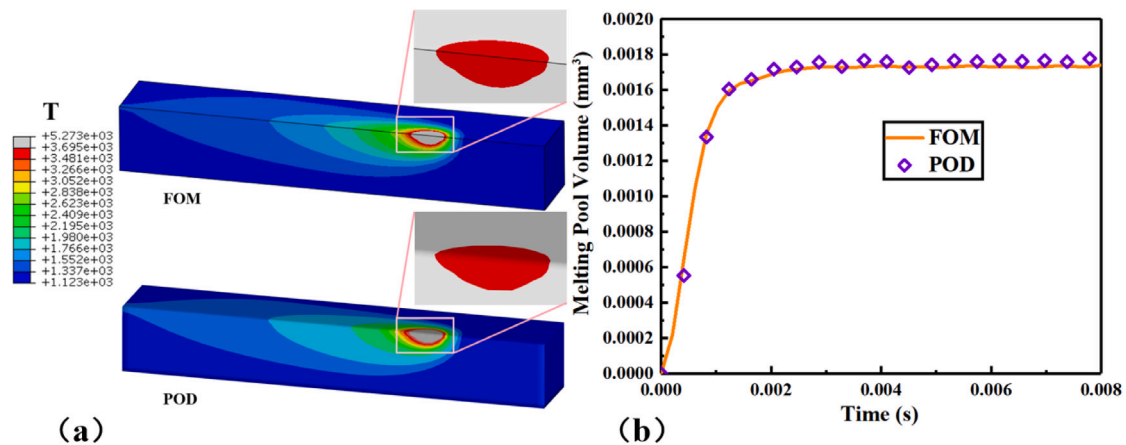 T
+5.273e+03
+3.695e+03
+3.481e+03
+3.266e+03
+3.052e+03
+2.838e+03
+2.623e+03
+2.409e+03
+2.195e+03
+1.980e+03
+1.766e+03
+1.552e+03
+1.337e+03
+1.123e+03
FOM
POD
（a）
Melting Pool Volume (mm³)
0.0020
0.0018
0.0016
0.0014
0.0012
0.0010
0.0008
0.0006
0.0004
0.0002
0.0000
FOM
POD
0.000 0.002 0.004 0.006 0.008
Time (s)
（b）